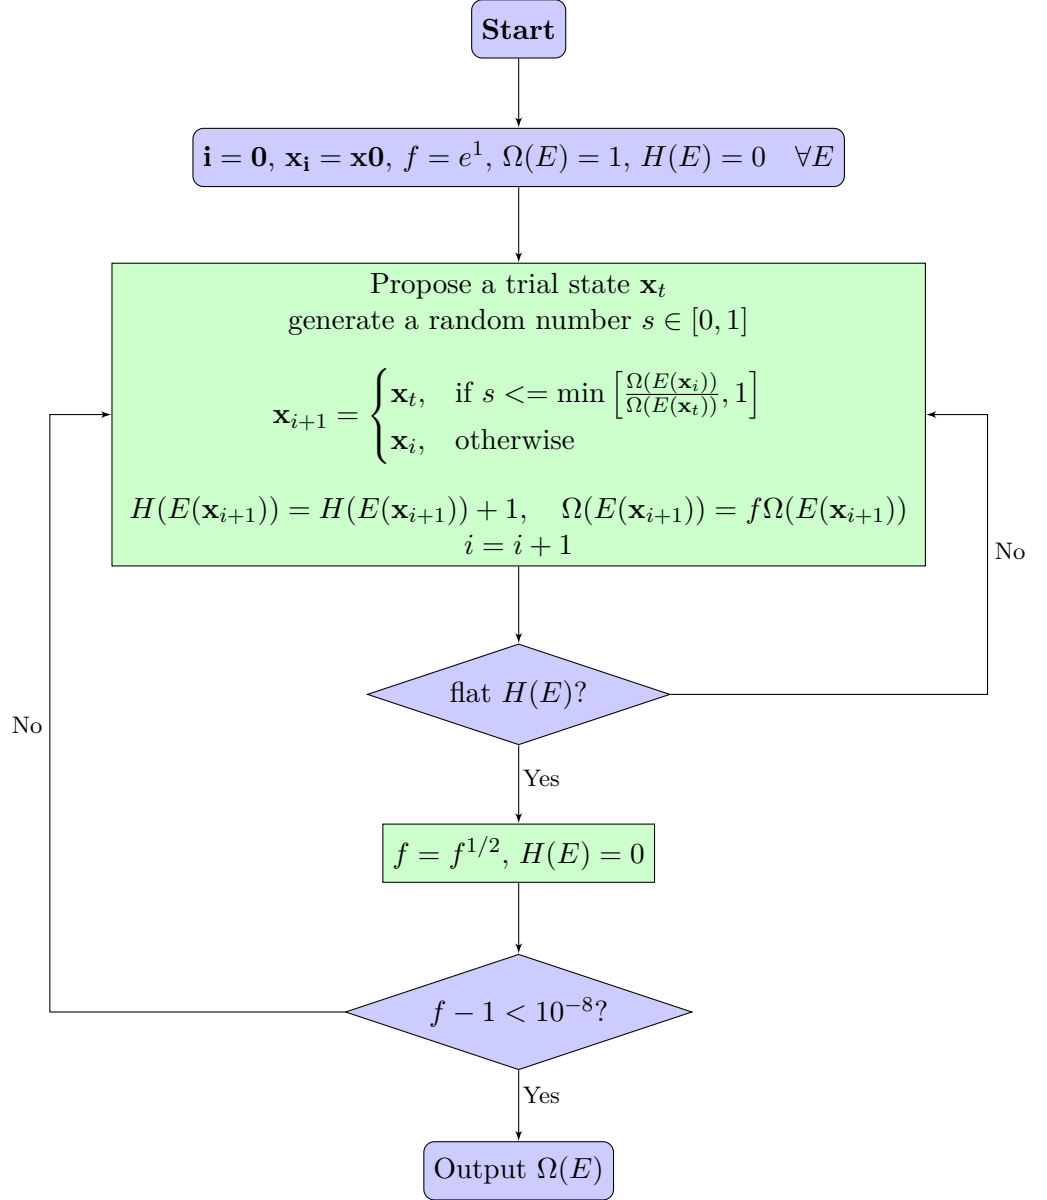 Start
i = 0, x_i = x0, f = e^1, Ω(E) = 1, H(E) = 0 ∀E
Propose a trial state x_t
generate a random number s ∈ [0, 1]
x_{i+1} = { x_t, if s <= min [ Ω(E(x_i)) / Ω(E(x_t)), 1 ]
x_i, otherwise
H(E(x_{i+1})) = H(E(x_{i+1})) + 1, Ω(E(x_{i+1})) = fΩ(E(x_{i+1}))
i = i + 1
No
flat H(E)?
No
Yes
f = f^{1/2}, H(E) = 0
f − 1 < 10^{−8}?
Yes
Output Ω(E)